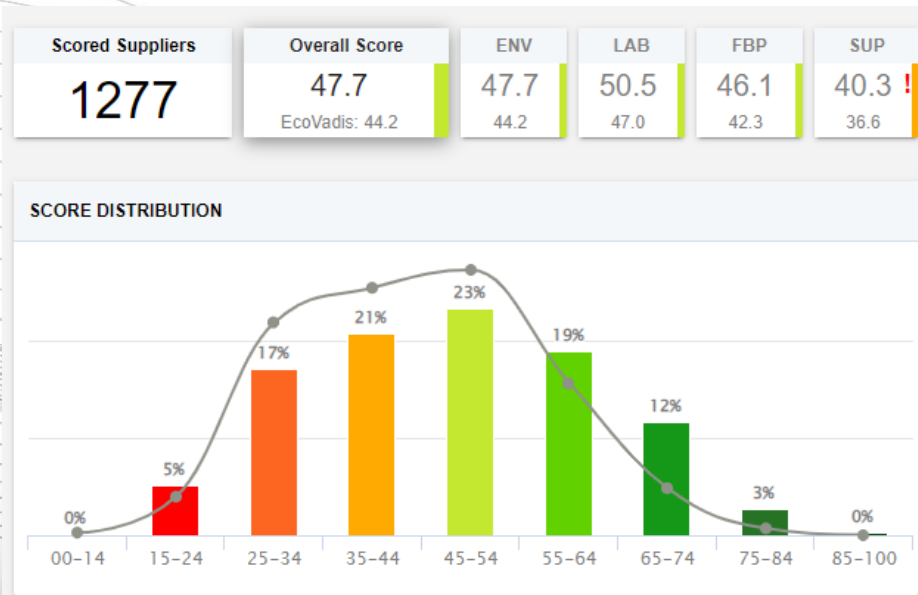 Scored Suppliers
1277
Overall Score
47.7
EcoVadis: 44.2
ENV
47.7
44.2
LAB
50.5
47.0
FBP
46.1
42.3
SUP
40.3 !
36.6
SCORE DISTRIBUTION
0% 5% 17% 21% 23% 19% 12% 3% 0%
00-14 15-24 25-34 35-44 45-54 55-64 65-74 75-84 85-100